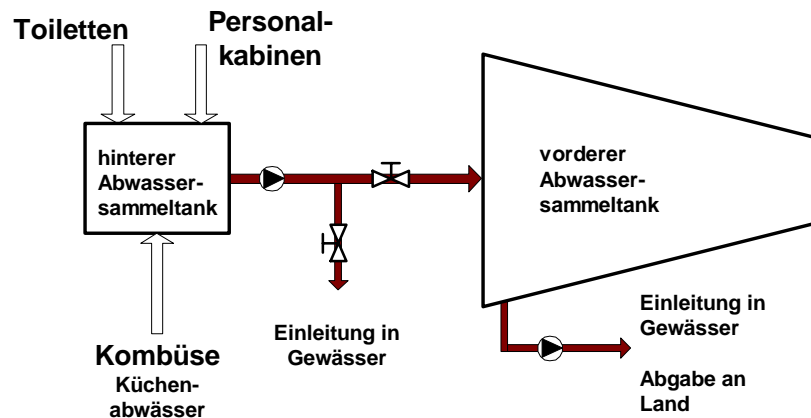 Toiletten
Personal-
kabinen
hinterer
Abwasser-
sammeltank
vorderer
Abwasser-
sammeltank
Kombüse
Küchen-
abwässer
Einleitung in
Gewässer
Einleitung in
Gewässer
Abgabe an
Land